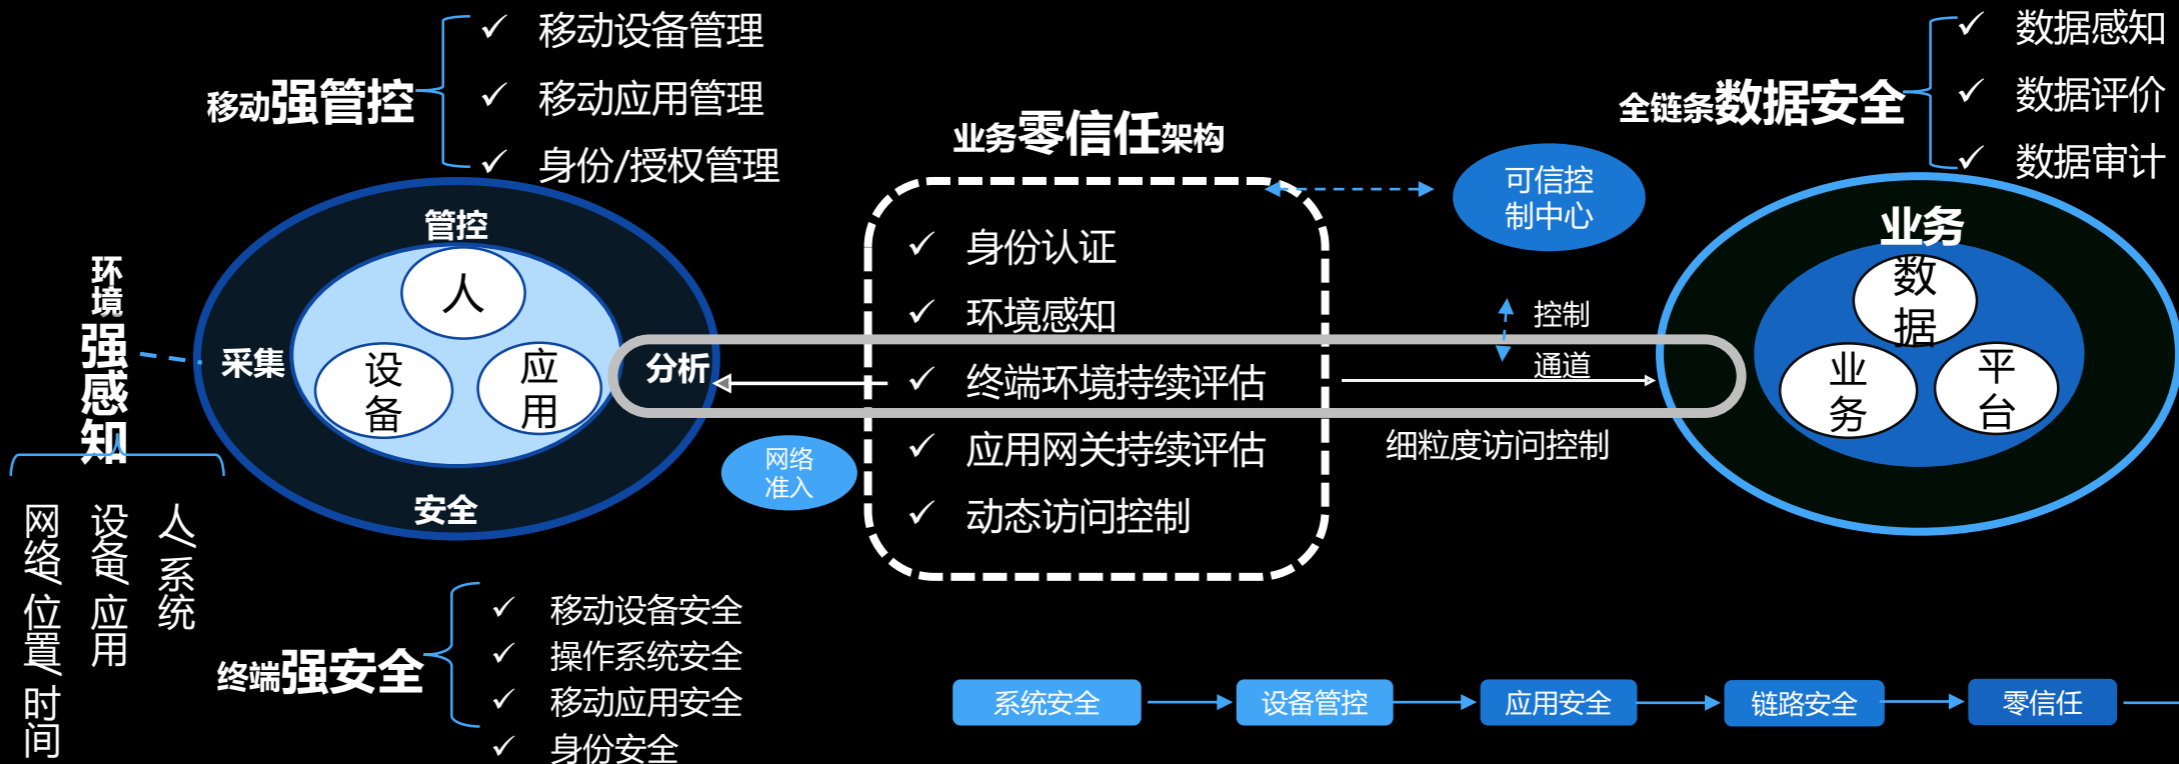 移动强管控
移动设备管理
移动应用管理
身份/授权管理
业务零信任架构
身份认证
环境感知
终端环境持续评估
应用网关持续评估
动态访问控制
可信控
制中心
全链条数据安全
数据感知
数据评价
数据审计
环境强感知
人/系统
设备/应用
网络/位置/时间
管控
采集
分析
安全
人
设备
应用
网络
准入
控制
通道
细粒度访问控制
业务
数据
业务
平台
终端强安全
移动设备安全
操作系统安全
移动应用安全
身份安全
系统安全
设备管控
应用安全
链路安全
零信任